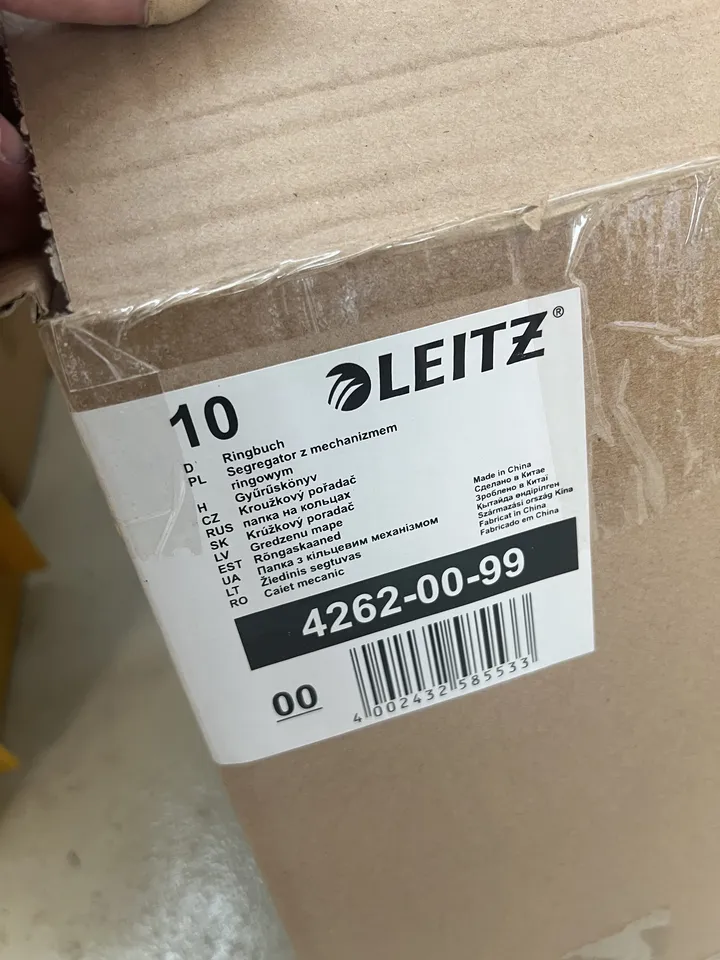 LEITZ®
10
D Ringbuch
PL Segregator z mechanizmem
ringowym
H Gyűrűskönyv
CZ Kroužkový pořadač
RUS папка на кольцах
SK Krúžkový poradač
LV Gredzenu mape
EST Rõngaskaaned
UA Папка з кільцевим механізмом
LT Žiedinis segtuvas
RO Caiet mecanic
Made in China
Сделано в Китае
Зроблено в Китаї
Қытайда өндірілген
Származási ország Kína
Fabricat in China
Fabricado em China
4262-00-99
00
4 002432 585533